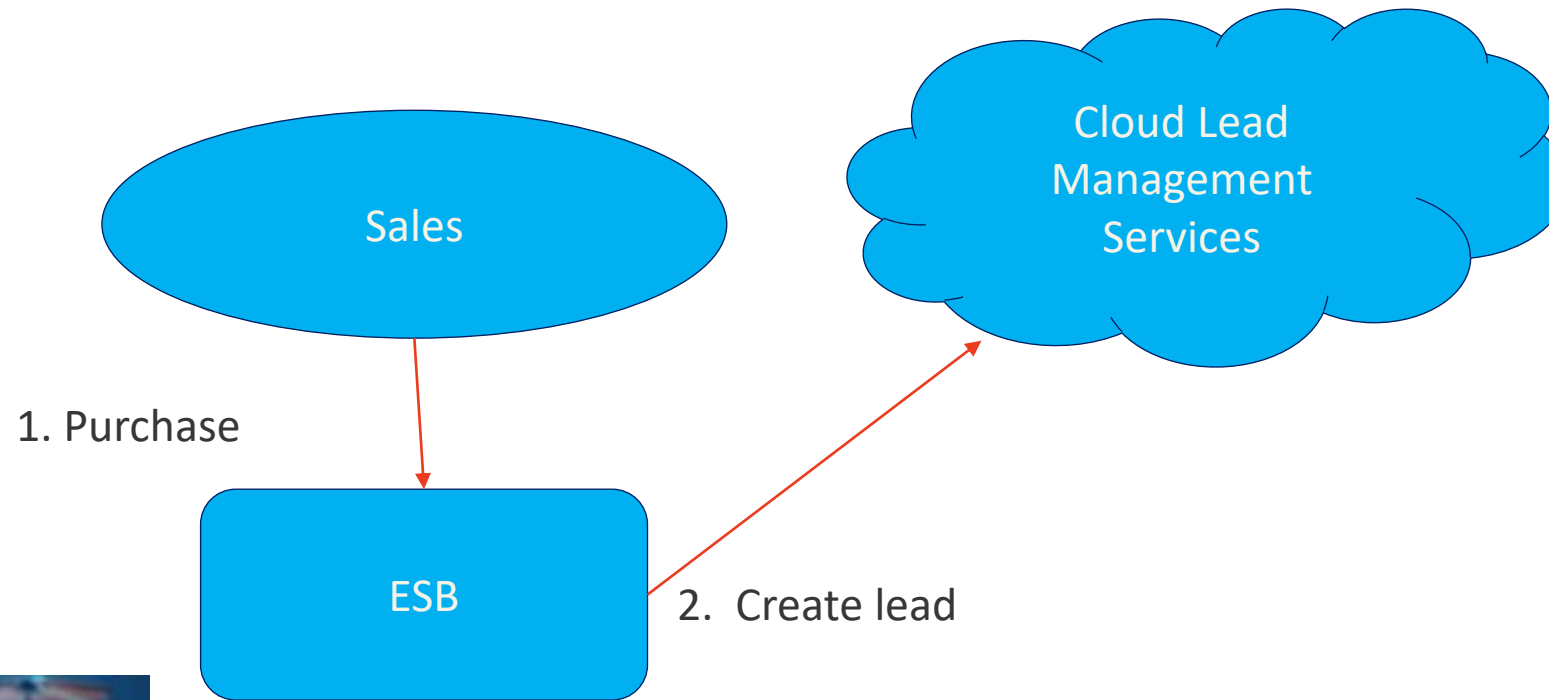 Sales
Cloud Lead
Management
Services
1. Purchase
ESB
2. Create lead